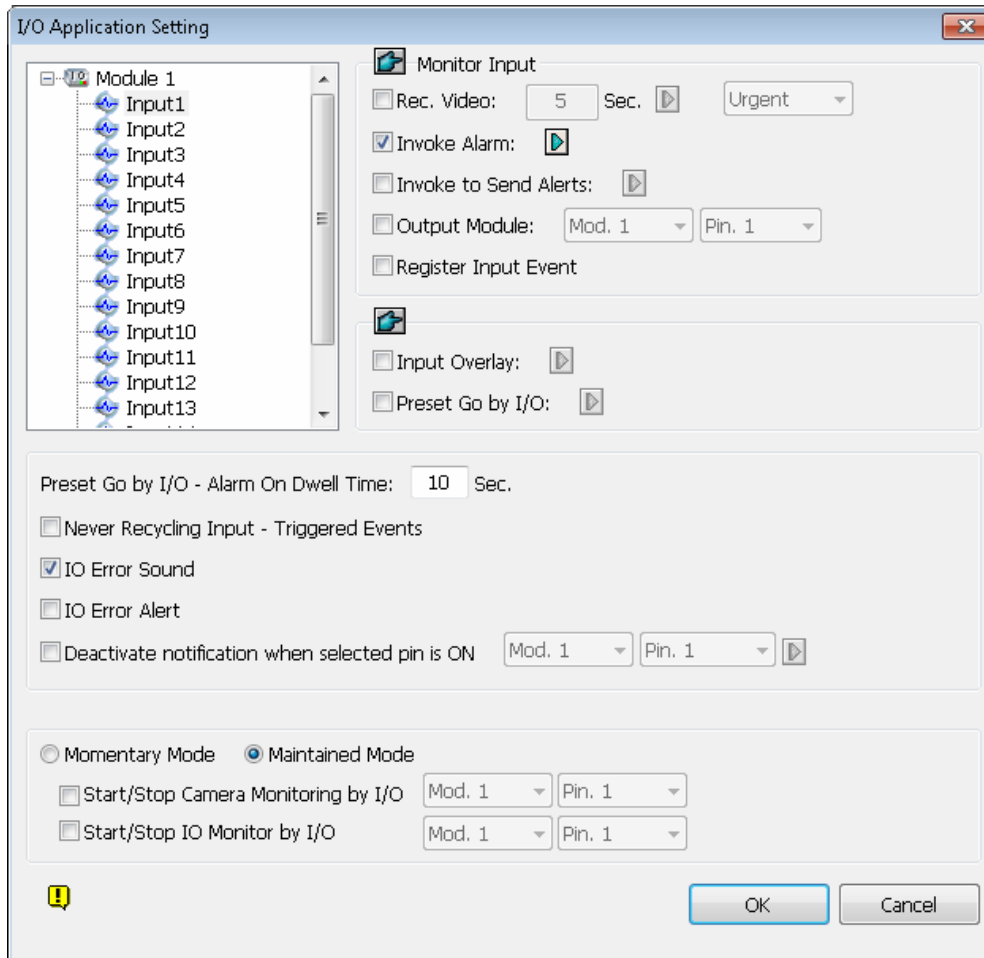 I/O Application Setting
Module 1
Input1
Input2
Input3
Input4
Input5
Input6
Input7
Input8
Input9
Input10
Input11
Input12
Input13
Monitor Input
Rec. Video: 5 Sec. Urgent
Invoke Alarm:
Invoke to Send Alerts:
Output Module: Mod. 1 Pin. 1
Register Input Event
Input Overlay:
Preset Go by I/O:
Preset Go by I/O - Alarm On Dwell Time: 10 Sec.
Never Recycling Input - Triggered Events
IO Error Sound
IO Error Alert
Deactivate notification when selected pin is ON Mod. 1 Pin. 1
Momentary Mode Maintained Mode
Start/Stop Camera Monitoring by I/O Mod. 1 Pin. 1
Start/Stop IO Monitor by I/O Mod. 1 Pin. 1
OK Cancel